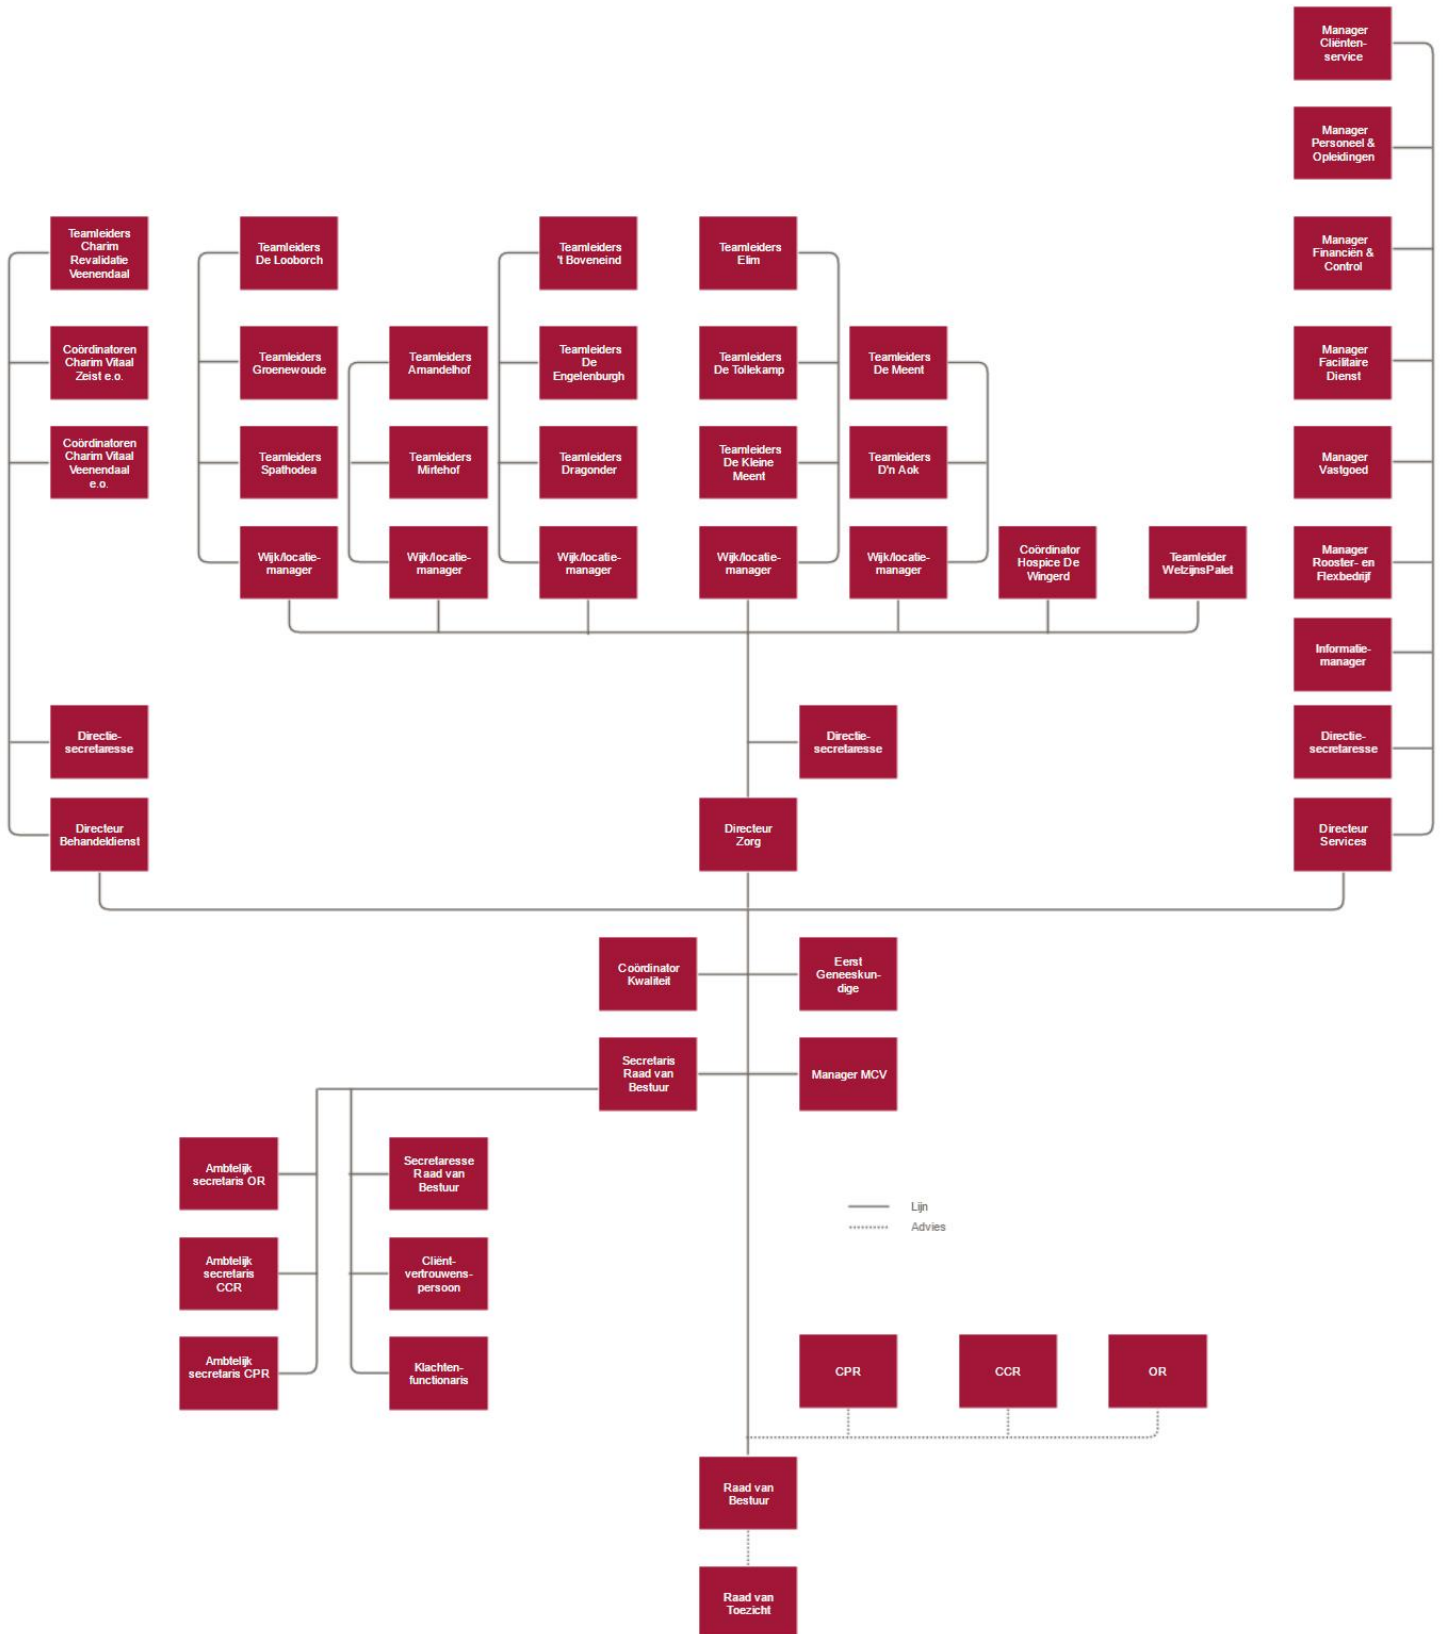 Manager
Cliënten-
service
Manager
Personeel &
Opleidingen
Teamleiders
Charim
Revalidatie
Veenendaal
Teamleiders
De Looborch
Teamleiders
't Boveneind
Teamleiders
Elim
Manager
Financiën &
Control
Coördinatoren
Charim Vitaal
Zeist e.o.
Teamleiders
Groenewoude
Teamleiders
Amandelhof
Teamleiders
De
Engelenburgh
Teamleiders
De Tollekamp
Teamleiders
De Meent
Manager
Facilitaire
Dienst
Coördinatoren
Charim Vitaal
Veenendaal
e.o.
Teamleiders
Spathodea
Teamleiders
Mirtehof
Teamleiders
Dragonder
Teamleiders
De Kleine
Meent
Teamleiders
D'n Aok
Manager
Vastgoed
Wijk/locatie-
manager
Wijk/locatie-
manager
Wijk/locatie-
manager
Wijk/locatie-
manager
Wijk/locatie-
manager
Coördinator
Hospice De
Wingerd
Teamleider
WelzijnsPalet
Manager
Rooster- en
Flexbedrijf
Informatie-
manager
Directie-
secretaresse
Directie-
secretaresse
Directie-
secretaresse
Directeur
Behandeldienst
Directeur
Zorg
Directeur
Services
Coördinator
Kwaliteit
Eerst
Geneeskun-
dige
Secretaris
Raad van
Bestuur
Manager MCV
Ambtelijk
secretaris OR
Secretaresse
Raad van
Bestuur
Lijn
Advies
Ambtelijk
secretaris
CCR
Cliënt-
vertrouwens-
persoon
Ambtelijk
secretaris CPR
Klachten-
functionaris
CPR
CCR
OR
Raad van
Bestuur
Raad van
Toezicht